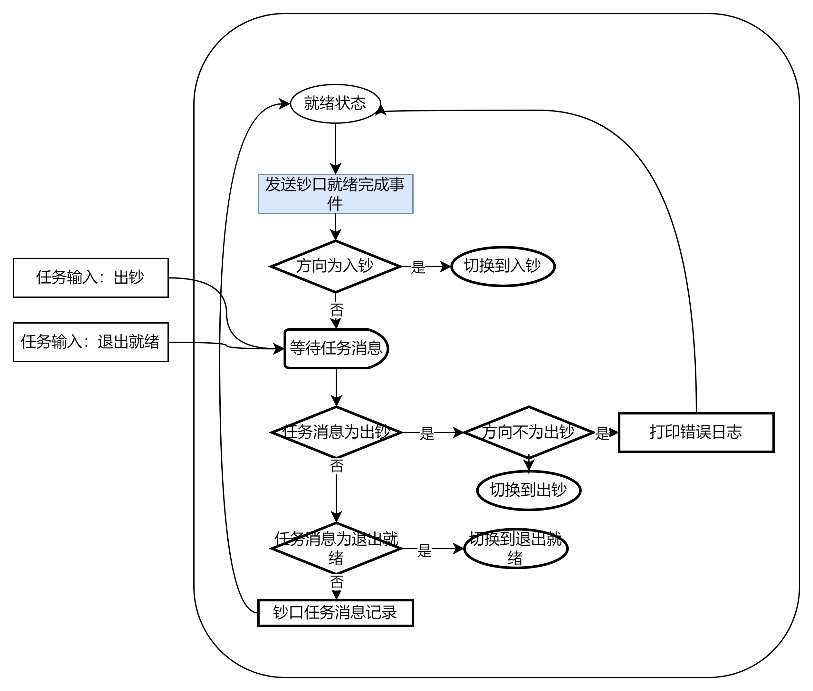 就绪状态
发送钞口就绪完成事
件
方向为入钞
是
切换到入钞
否
任务输入：出钞
任务输入：退出就绪
等待任务消息
任务消息为出钞
是
方向不为出钞
是
打印错误日志
否
切换到出钞
任务消息为退出就
绪
是
切换到退出就
绪
否
钞口任务消息记录